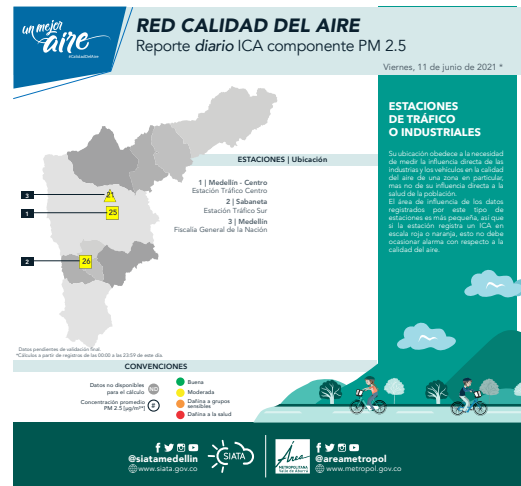 un mejor
aire
#CalidadDelAire
RED CALIDAD DEL AIRE
Reporte diario ICA componente PM 2.5
Viernes, 11 de junio de 2021 *
ESTACIONES
DE TRÁFICO
O INDUSTRIALES
Su ubicación obedece a la necesidad
de medir la influencia directa de las
industrias y los vehículos en la calidad
del aire de una zona en particular,
mas no de su influencia directa a la
salud de la población.
El área de influencia de los datos
registrados por este tipo de
estaciones es más pequeña, así que
si la estación registra un ICA en
escala roja o naranja, esto no debe
ocasionar alarma con respecto a la
calidad del aire.
ESTACIONES | Ubicación
1 | Medellín - Centro
Estación Tráfico Centro
2 | Sabaneta
Estación Tráfico Sur
3 | Medellín
Fiscalía General de la Nación
3
21
1
25
2
26
Datos pendientes de validación final.
*Cálculos a partir de registros de las 00:00 a las 23:59 de este día.
CONVENCIONES
Datos no disponibles
para el cálculo
ND
Concentración promedio
PM 2.5 [µg/m³*]
#
Buena
Moderada
Dañina a grupos
sensibles
Dañina a la salud
@siatamedellin
www.siata.gov.co
SIATA
Área
METROPOLITANA
Valle de Aburrá
@areametropol
www.metropol.gov.co